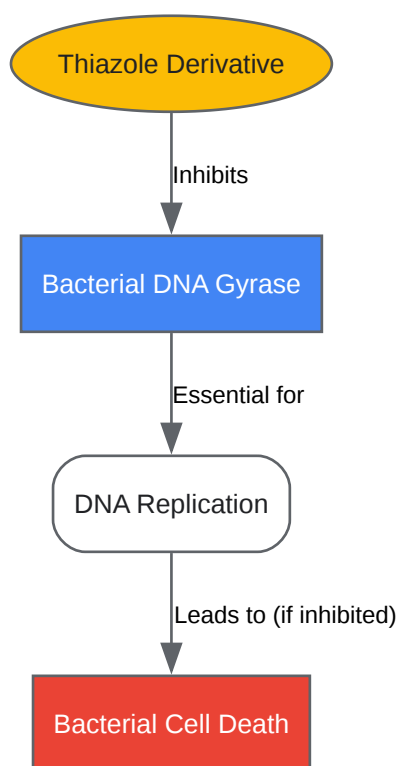 Thiazole Derivative
Inhibits
Bacterial DNA Gyrase
Essential for
DNA Replication
Leads to (if inhibited)
Bacterial Cell Death